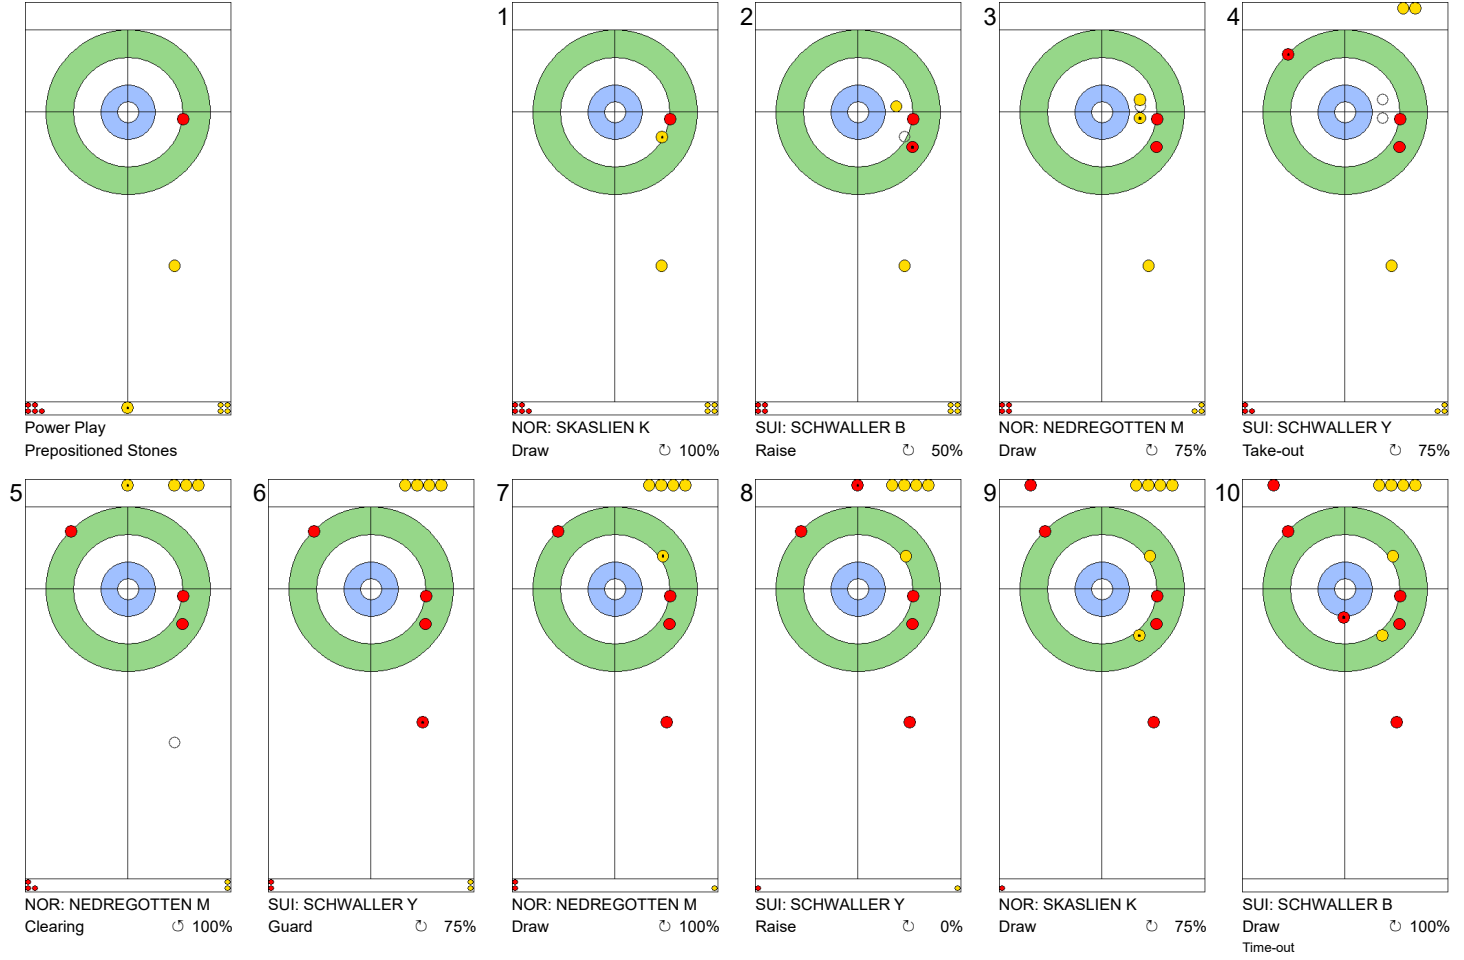 Power Play
Prepositioned Stones
1
NOR: SKASLIEN K
Draw ↻ 100%
2
SUI: SCHWALLER B
Raise ↻ 50%
3
NOR: NEDREGOTTEN M
Draw ↻ 75%
4
SUI: SCHWALLER Y
Take-out ↻ 75%
5
NOR: NEDREGOTTEN M
Clearing ↺ 100%
6
SUI: SCHWALLER Y
Guard ↻ 75%
7
NOR: NEDREGOTTEN M
Draw ↻ 100%
8
SUI: SCHWALLER Y
Raise ↻ 0%
9
NOR: SKASLIEN K
Draw ↻ 75%
10
SUI: SCHWALLER B
Draw ↻ 100%
Time-out